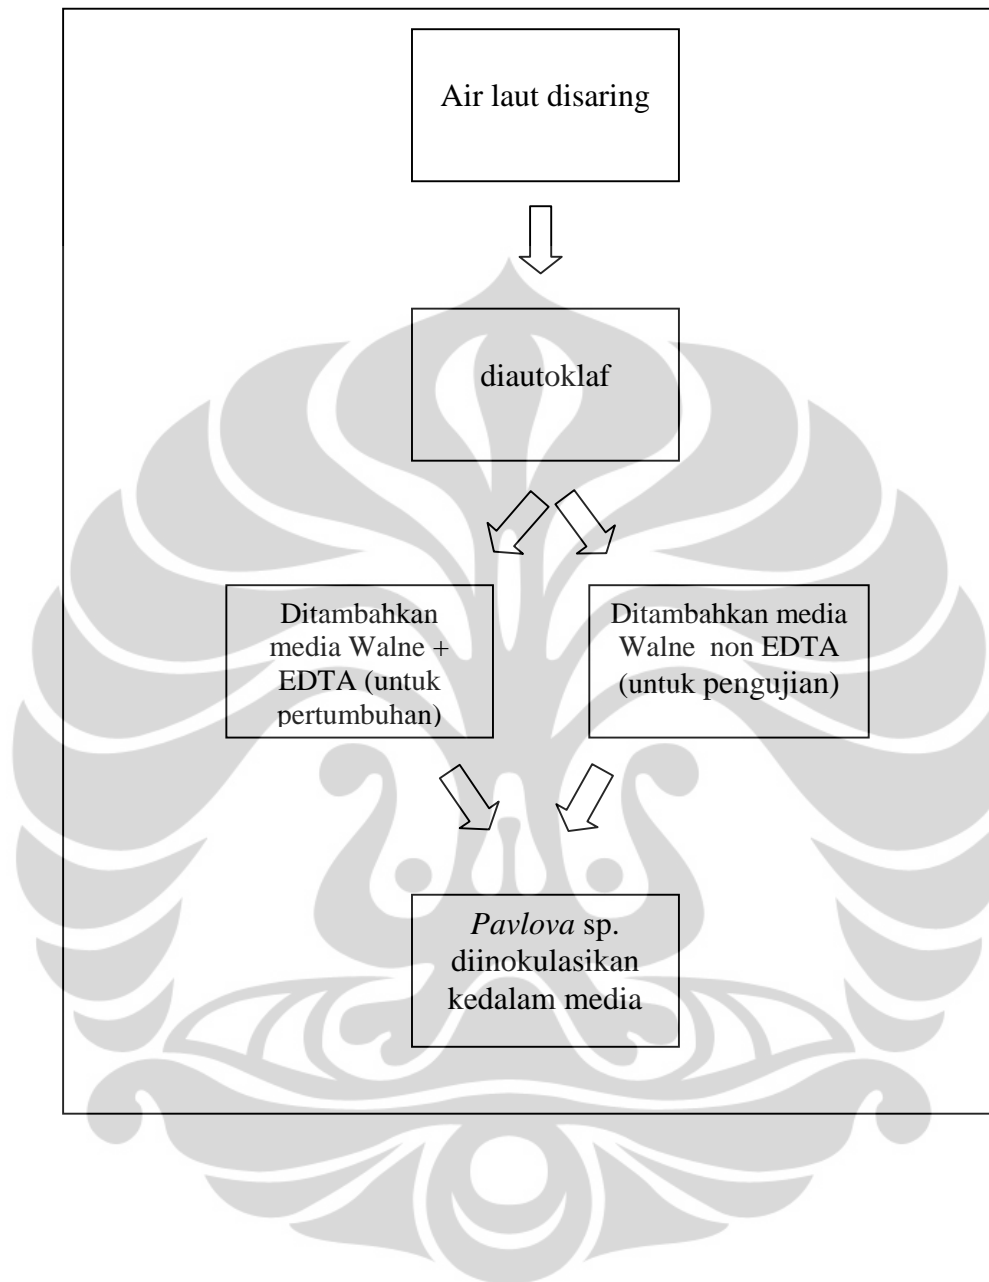 Air laut disaring
diautoklaf
Ditambahkan
media Walne +
EDTA (untuk
pertumbuhan)
Ditambahkan media
Walne  non EDTA
(untuk pengujian)
Pavlova sp.
diinokulasikan
kedalam media